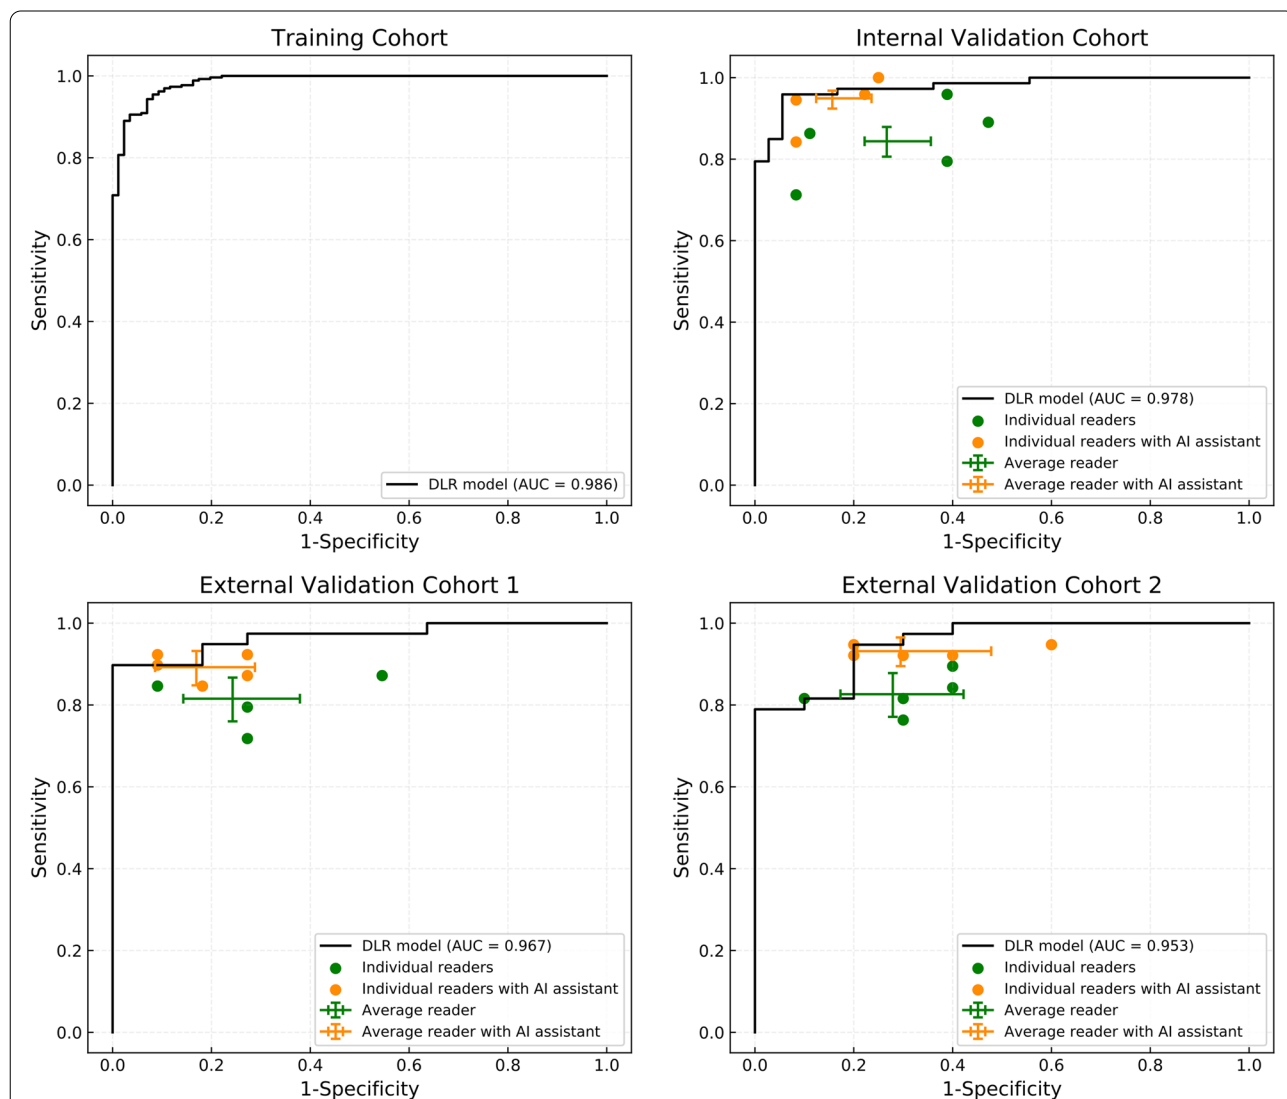 Training Cohort
Sensitivity
1.0
0.8
0.6
0.4
0.2
0.0
DLR model (AUC = 0.986)
0.0 0.2 0.4 0.6 0.8 1.0
1-Specificity
Internal Validation Cohort
Sensitivity
1.0
0.8
0.6
0.4
0.2
0.0
DLR model (AUC = 0.978)
Individual readers
Individual readers with AI assistant
Average reader
Average reader with AI assistant
0.0 0.2 0.4 0.6 0.8 1.0
1-Specificity
External Validation Cohort 1
Sensitivity
1.0
0.8
0.6
0.4
0.2
0.0
DLR model (AUC = 0.967)
Individual readers
Individual readers with AI assistant
Average reader
Average reader with AI assistant
0.0 0.2 0.4 0.6 0.8 1.0
1-Specificity
External Validation Cohort 2
Sensitivity
1.0
0.8
0.6
0.4
0.2
0.0
DLR model (AUC = 0.953)
Individual readers
Individual readers with AI assistant
Average reader
Average reader with AI assistant
0.0 0.2 0.4 0.6 0.8 1.0
1-Specificity